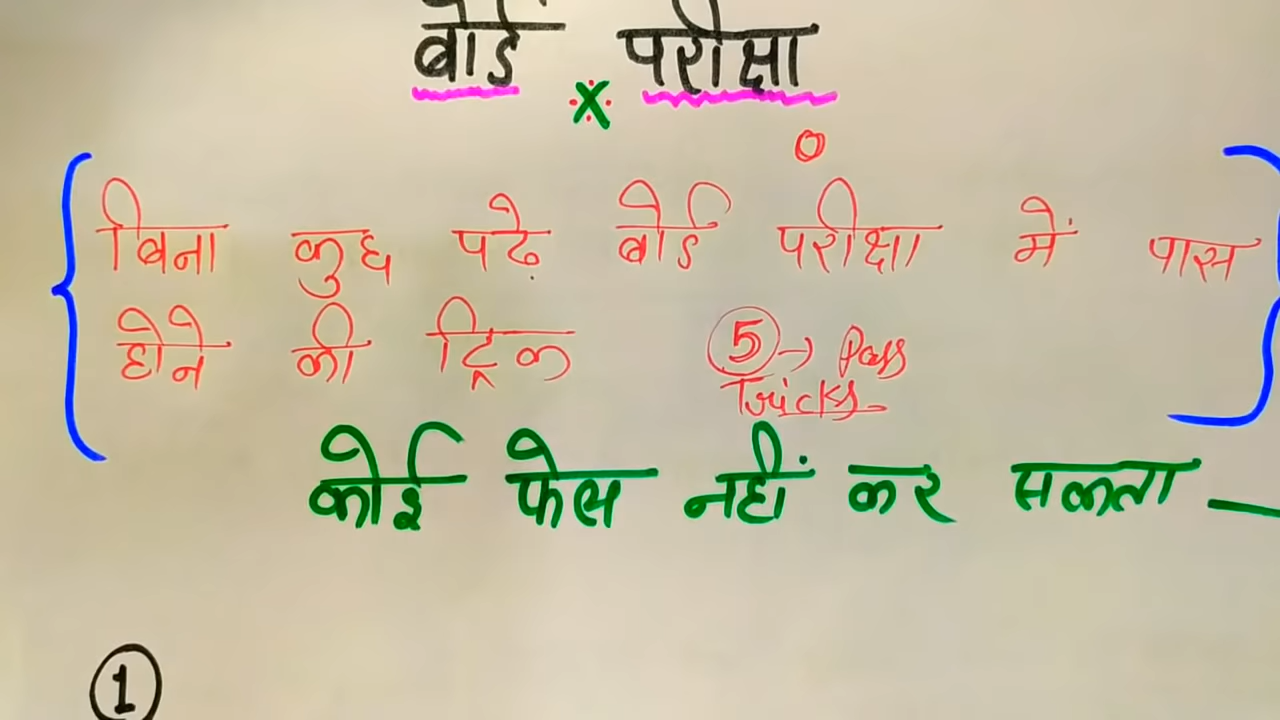 बोर्ड परीक्षा
बिना कुछ पढे़ बोर्ड परीक्षा में पास
होने की ट्रिक ⑤→ Pass
Tricks
कोई फेल नहीं कर सकता —
①